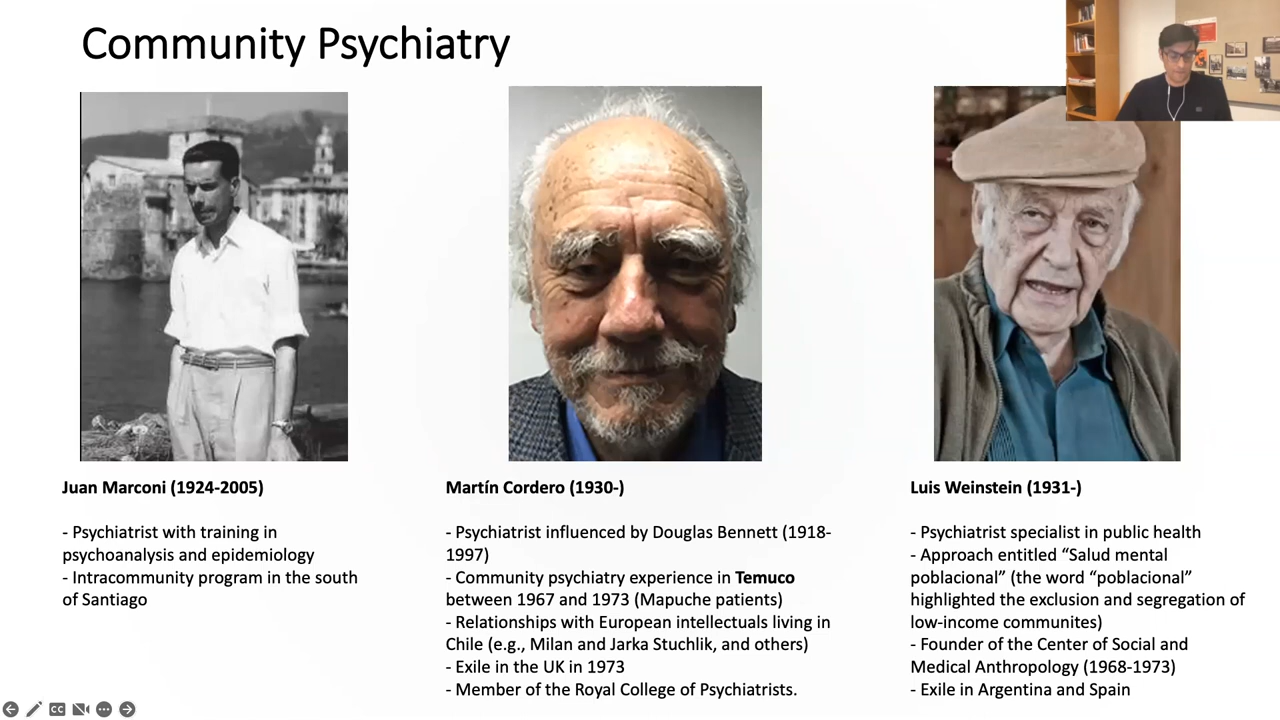 Community Psychiatry
Juan Marconi (1924-2005)
- Psychiatrist with training in
psychoanalysis and epidemiology
- Intracommunity program in the south
of Santiago
Martín Cordero (1930-)
- Psychiatrist influenced by Douglas Bennett (1918-
1997)
- Community psychiatry experience in Temuco
between 1967 and 1973 (Mapuche patients)
- Relationships with European intellectuals living in
Chile (e.g., Milan and Jarka Stuchlik, and others)
- Exile in the UK in 1973
- Member of the Royal College of Psychiatrists.
Luis Weinstein (1931-)
- Psychiatrist specialist in public health
- Approach entitled “Salud mental
poblacional” (the word “poblacional”
highlighted the exclusion and segregation of
low-income communites)
- Founder of the Center of Social and
Medical Anthropology (1968-1973)
- Exile in Argentina and Spain
CC